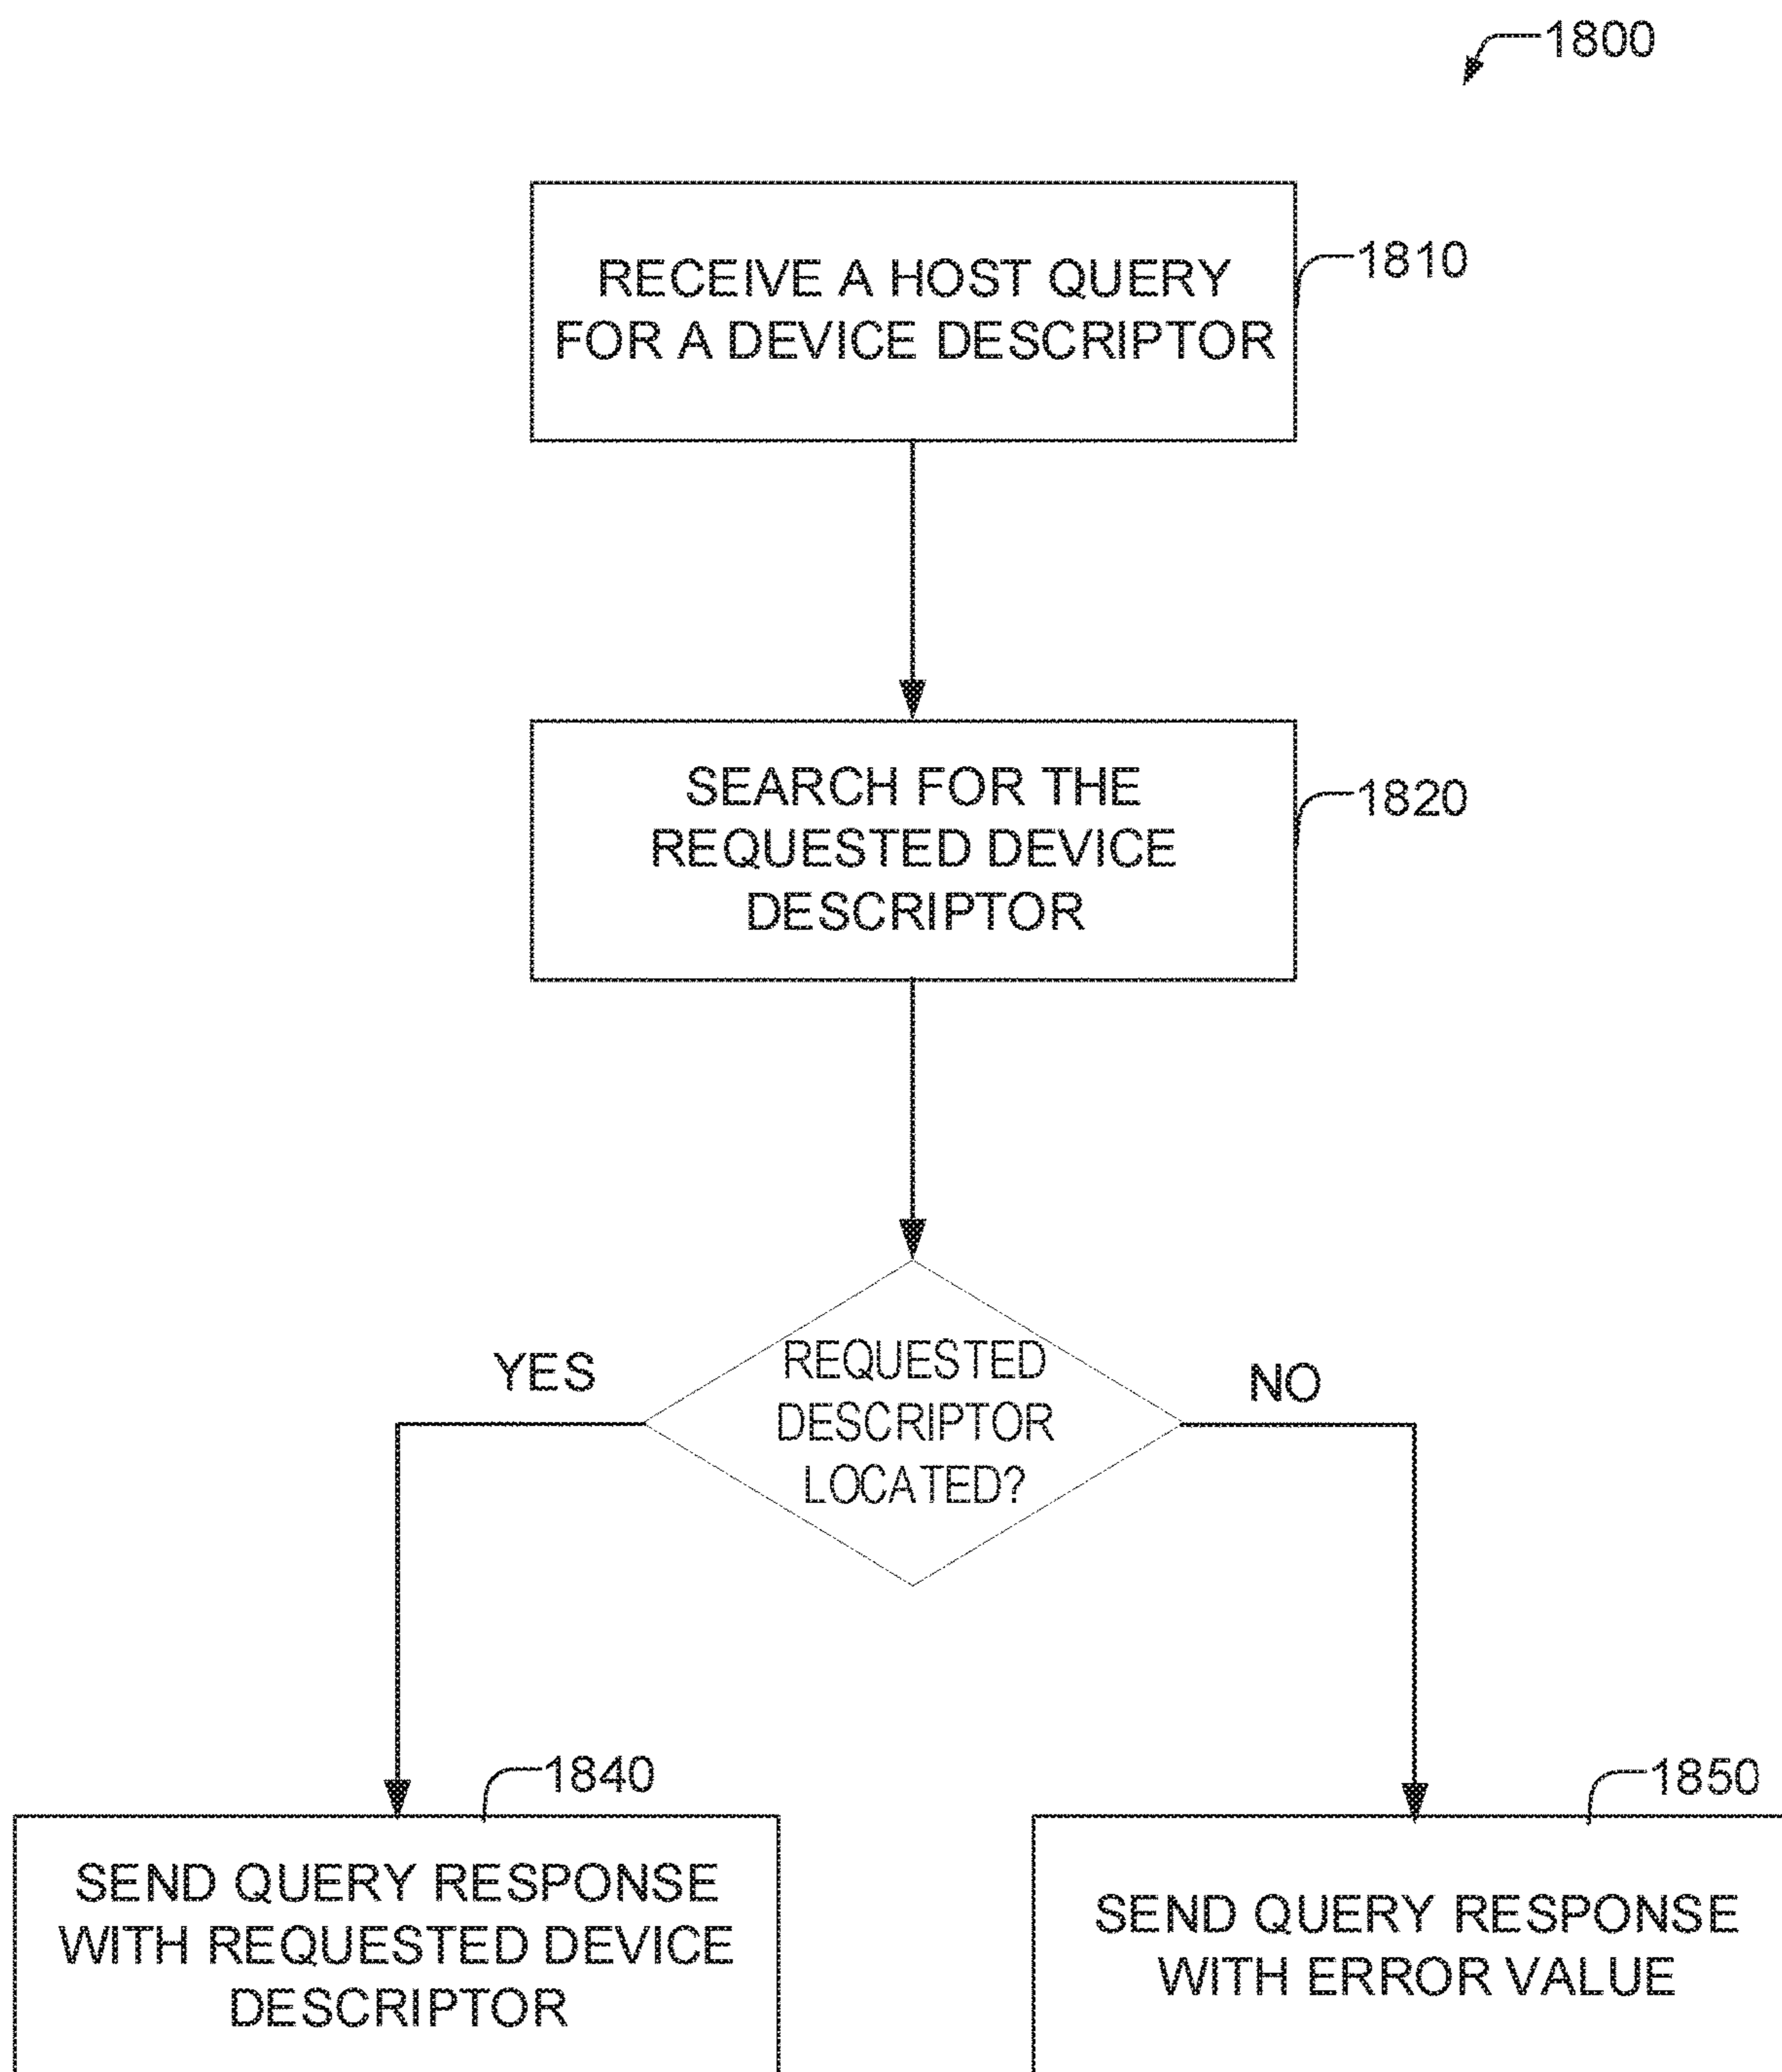 1800
RECEIVE A HOST QUERY
FOR A DEVICE DESCRIPTOR
1810
SEARCH FOR THE
REQUESTED DEVICE
DESCRIPTOR
1820
REQUESTED
DESCRIPTOR
LOCATED?
YES
NO
1840
SEND QUERY RESPONSE
WITH REQUESTED DEVICE
DESCRIPTOR
1850
SEND QUERY RESPONSE
WITH ERROR VALUE